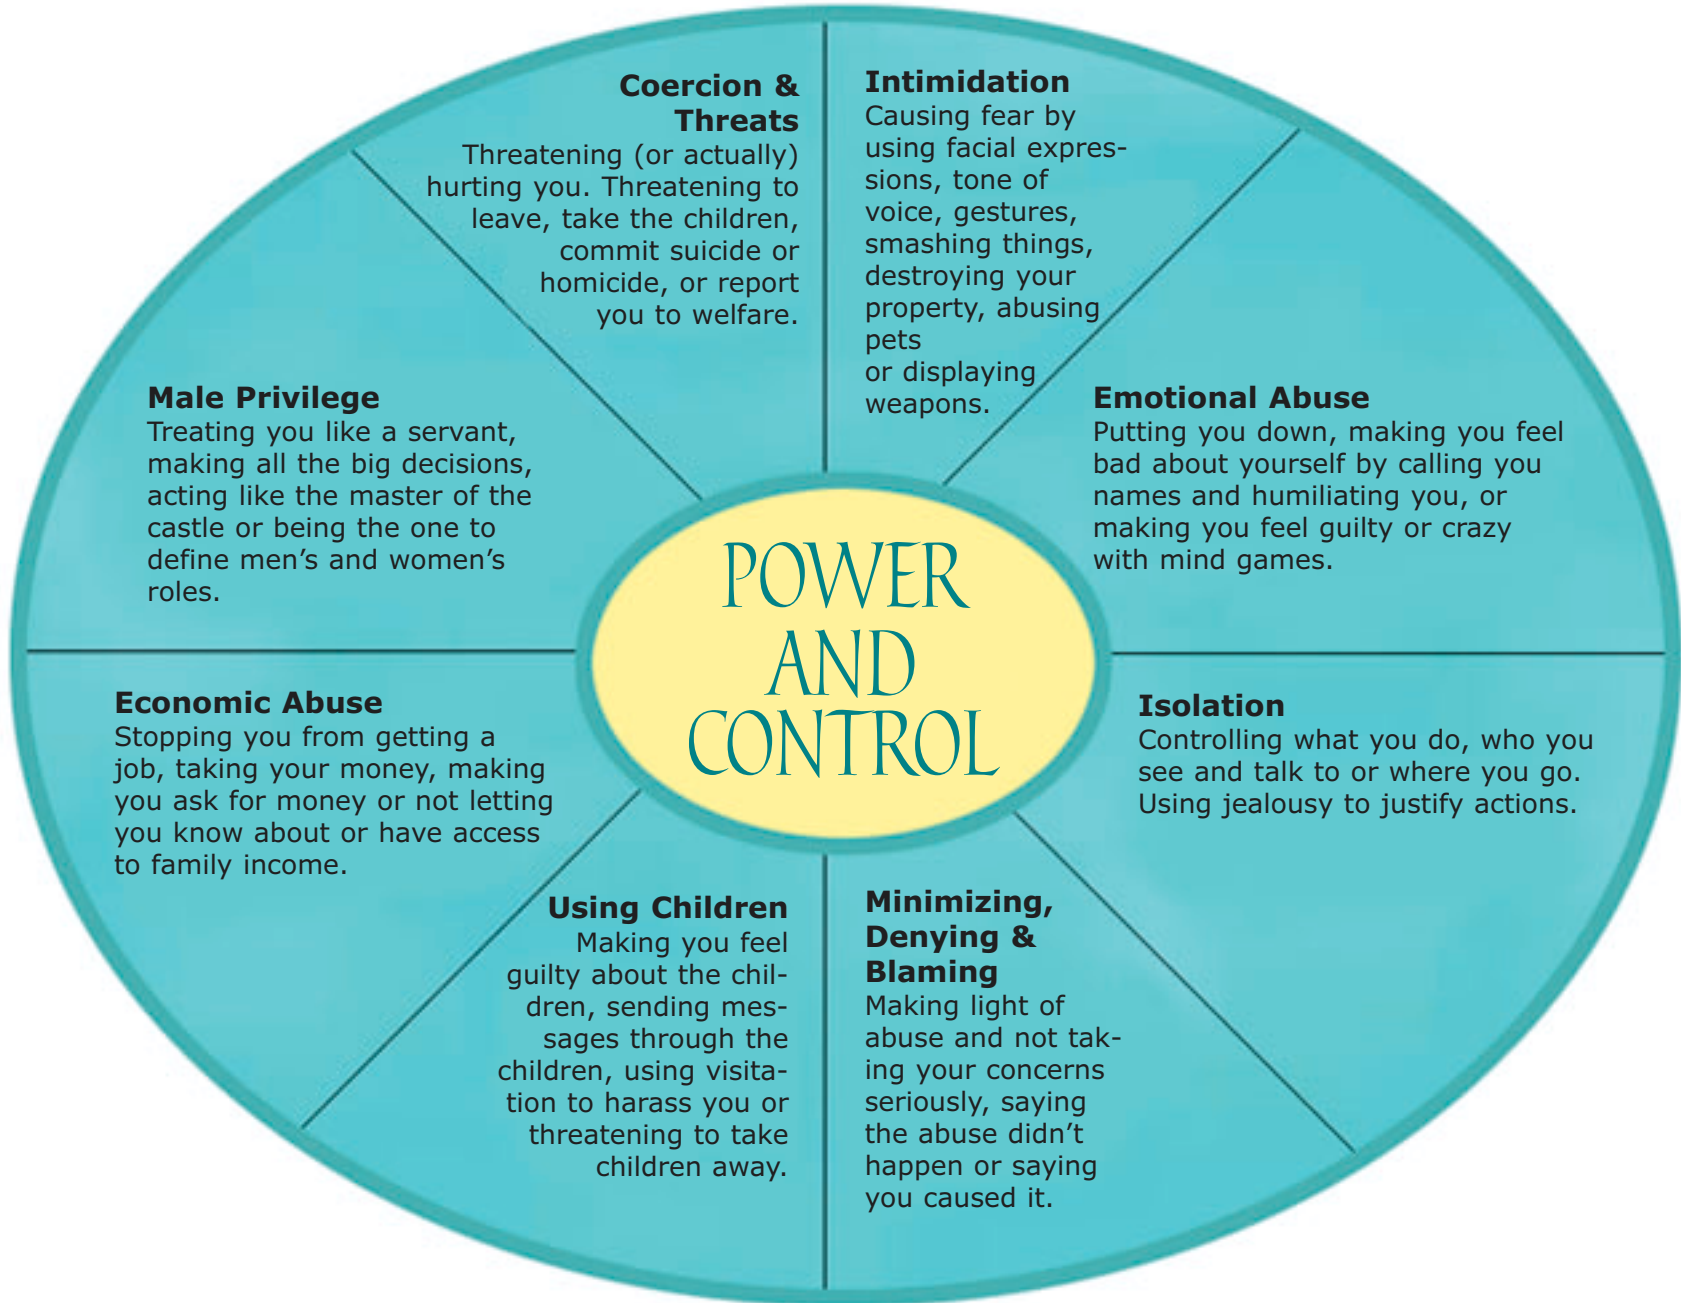 Coercion &
Threats
Threatening (or actually)
hurting you. Threatening to
leave, take the children,
commit suicide or
homicide, or report
you to welfare.
Intimidation
Causing fear by
using facial expres-
sions, tone of
voice, gestures,
smashing things,
destroying your
property, abusing
pets
or displaying
weapons.
Male Privilege
Treating you like a servant,
making all the big decisions,
acting like the master of the
castle or being the one to
define men’s and women’s
roles.
Emotional Abuse
Putting you down, making you feel
bad about yourself by calling you
names and humiliating you, or
making you feel guilty or crazy
with mind games.
POWER
AND
CONTROL
Economic Abuse
Stopping you from getting a
job, taking your money, making
you ask for money or not letting
you know about or have access
to family income.
Isolation
Controlling what you do, who you
see and talk to or where you go.
Using jealousy to justify actions.
Using Children
Making you feel
guilty about the chil-
dren, sending mes-
sages through the
children, using visita-
tion to harass you or
threatening to take
children away.
Minimizing,
Denying &
Blaming
Making light of
abuse and not tak-
ing your concerns
seriously, saying
the abuse didn’t
happen or saying
you caused it.